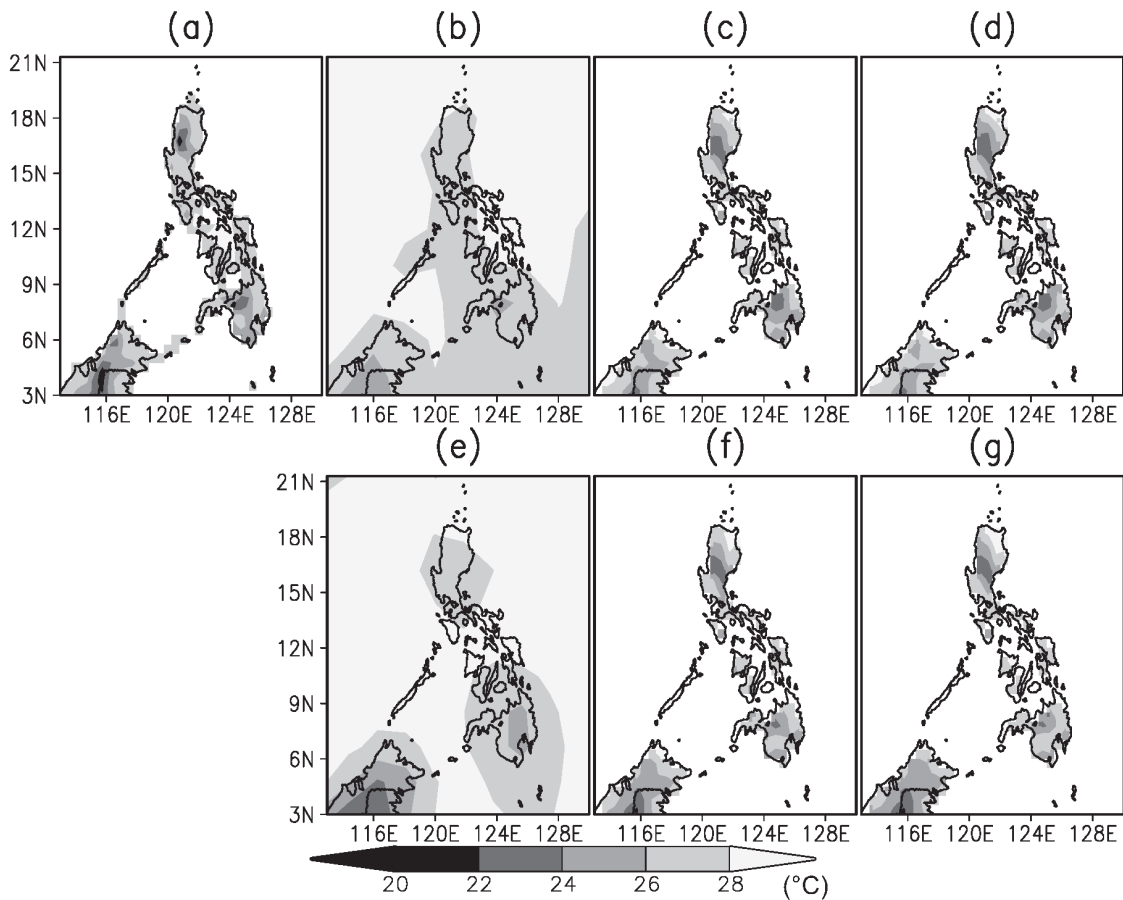 (a) (b) (c) (d)
21N
18N
15N
12N
9N
6N
3N
116E 120E 124E 128E 116E 120E 124E 128E 116E 120E 124E 128E 116E 120E 124E 128E
(e) (f) (g)
21N
18N
15N
12N
9N
6N
3N
116E 120E 124E 128E 116E 120E 124E 128E 116E 120E 124E 128E
20 22 24 26 28 (°C)